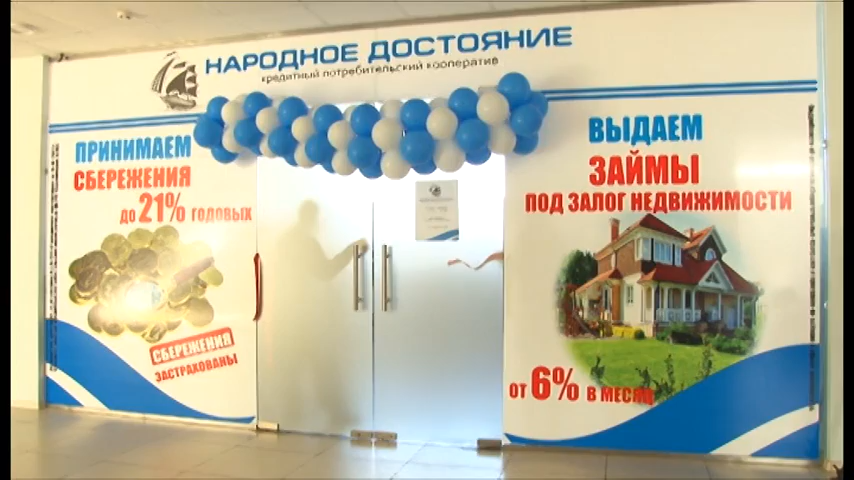 НАРОДНОЕ ДОСТОЯНИЕ
кредитный потребительский кооператив
ПРИНИМАЕМ
СБЕРЕЖЕНИЯ
до 21% годовых
СБЕРЕЖЕНИЯ
ЗАСТРАХОВАНЫ
ВЫДАЕМ
ЗАЙМЫ
ПОД ЗАЛОГ НЕДВИЖИМОСТИ
от 6% в месяц